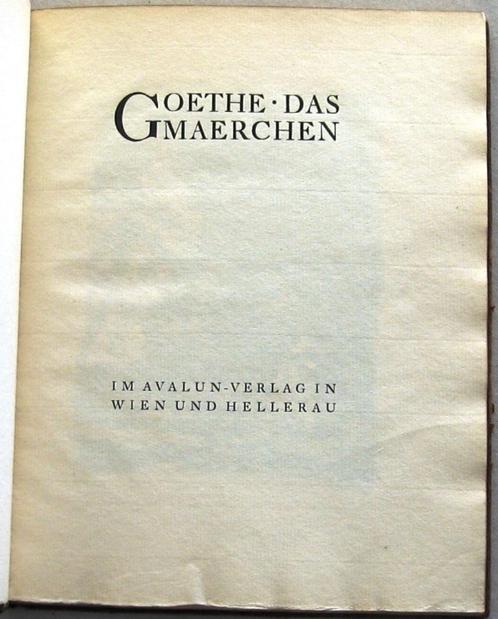 GOETHE · DAS
MAERCHEN
IM AVALUN-VERLAG IN
WIEN UND HELLERAU